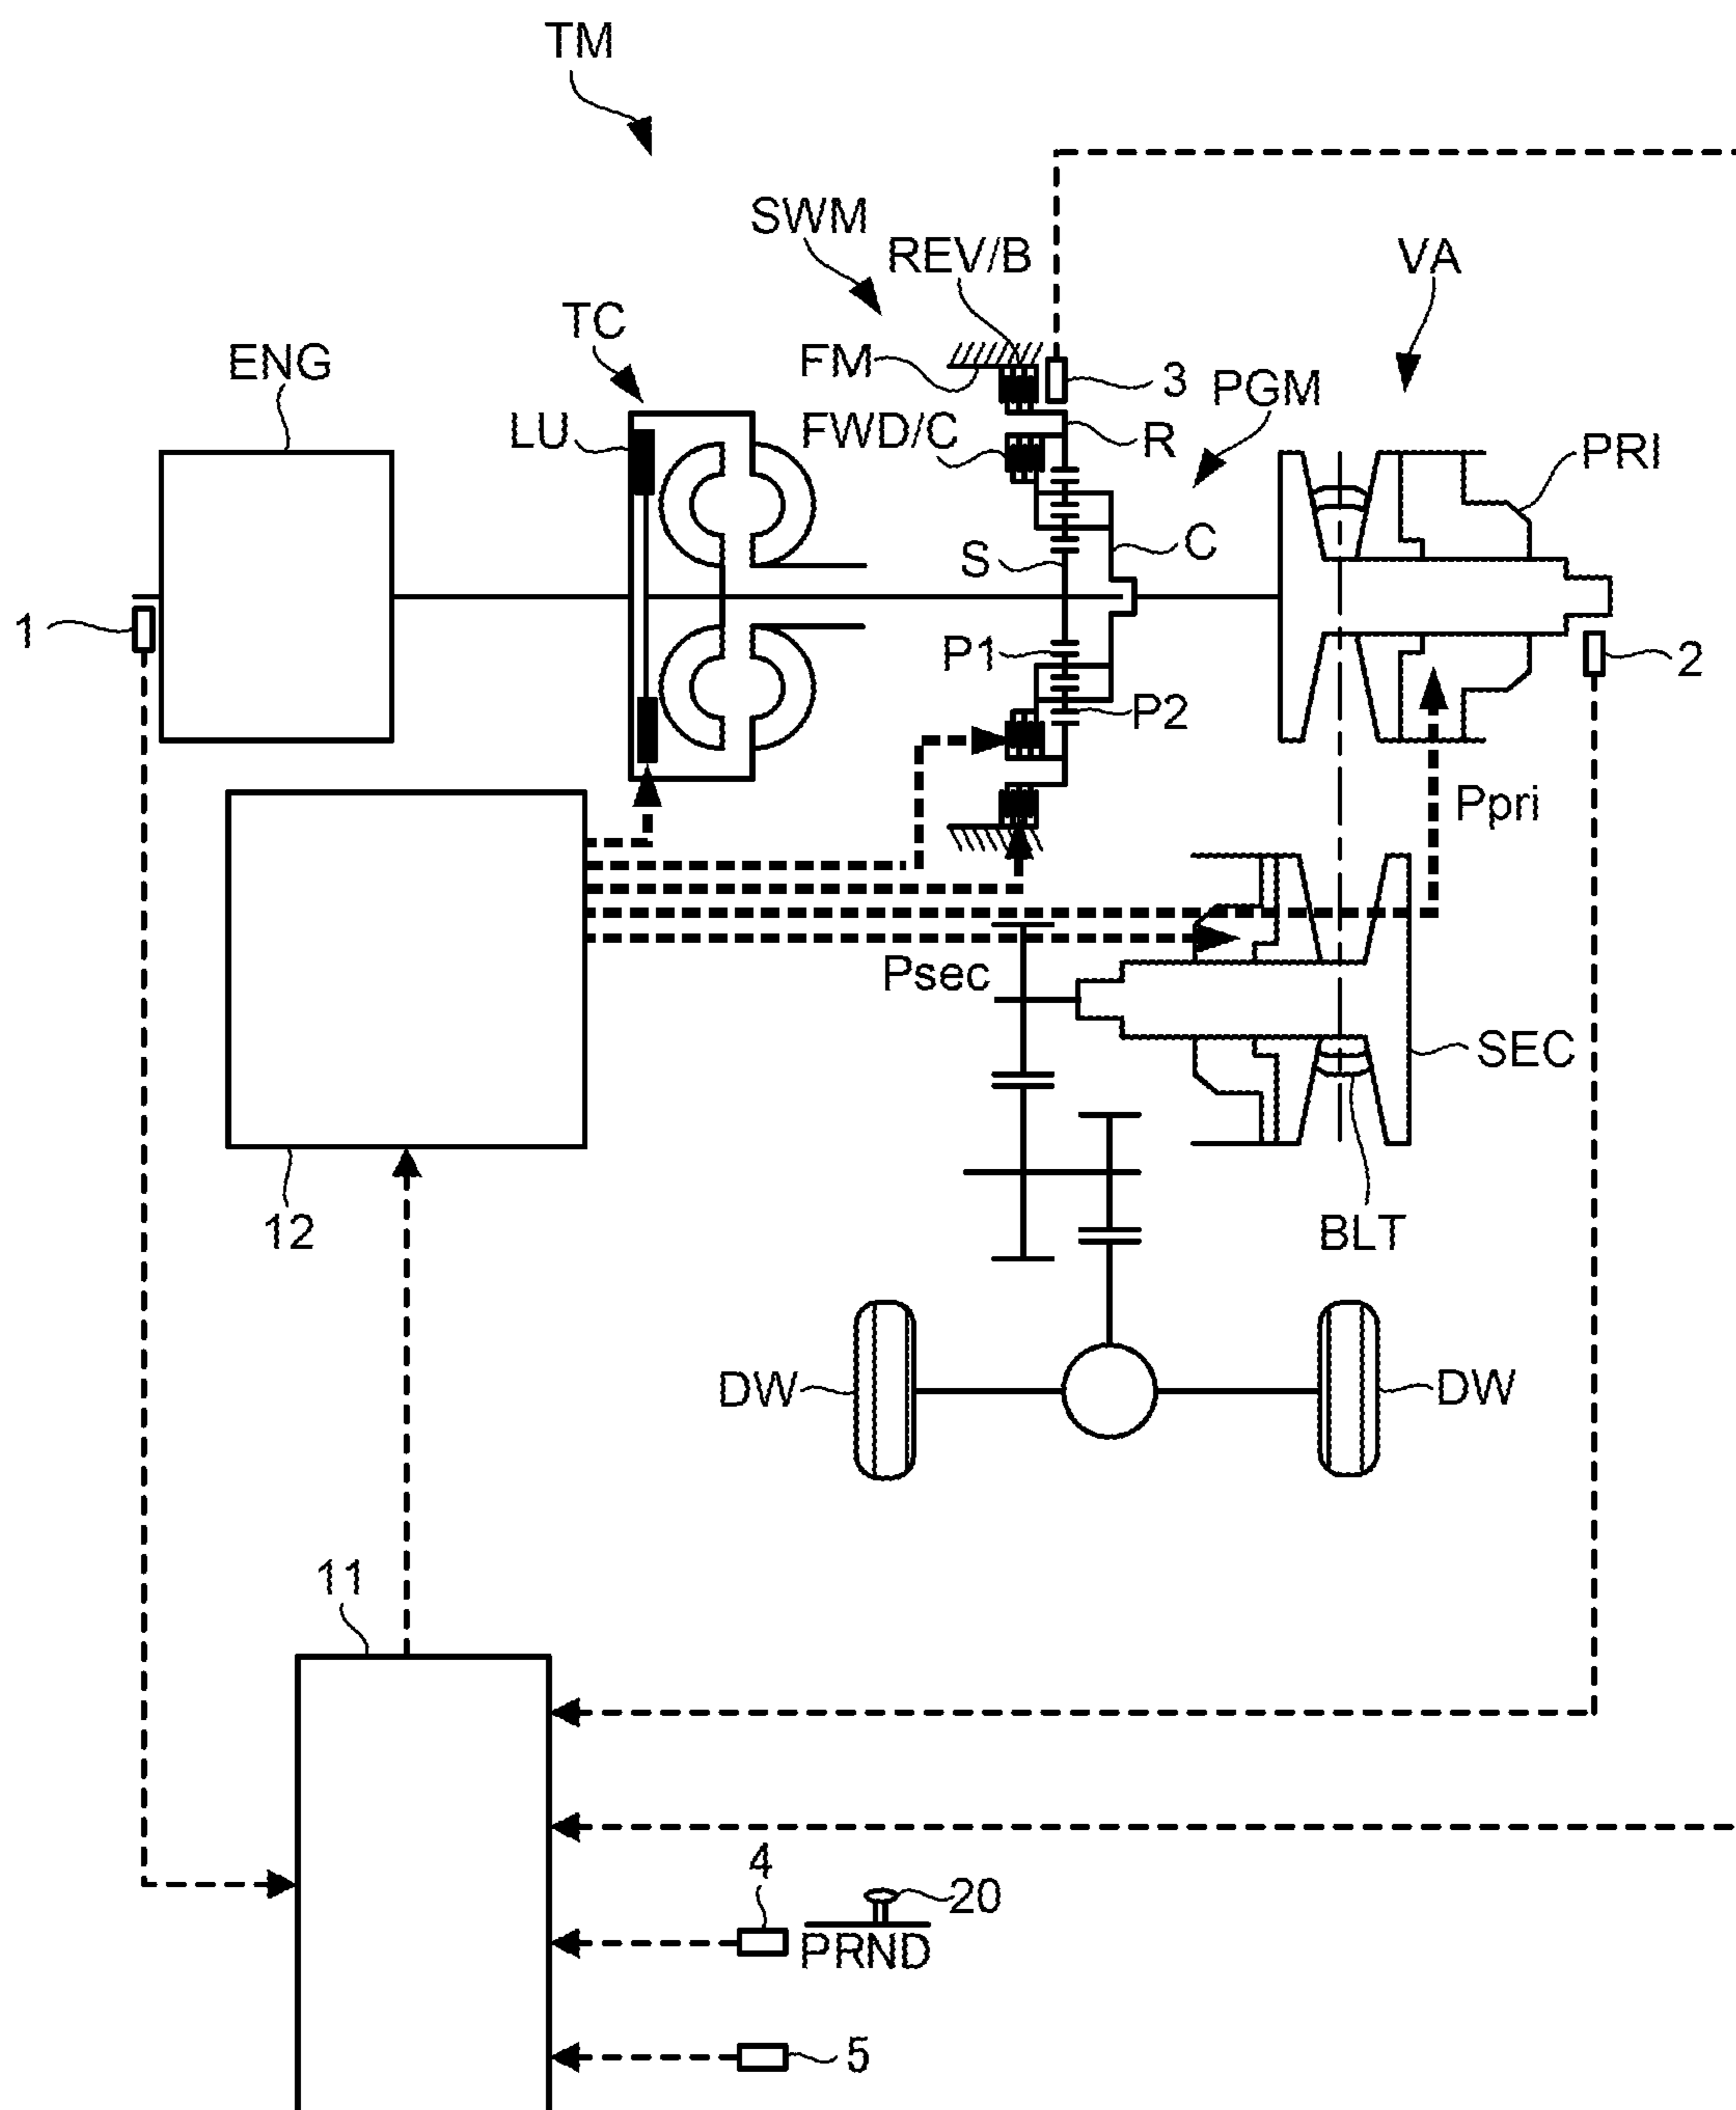 TM
SWM
REV/B
VA
TC
ENG
FM
3
PGM
LU
FWD/C
R
PRI
S
C
1
P1
2
P2
Ppri
Psec
SEC
12
BLT
DW
DW
11
4
20
PRND
5